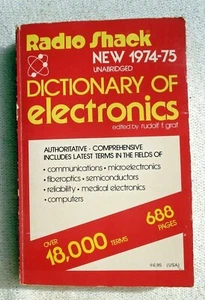 Radio Shack
NEW 1974-75
UNABRIDGED
DICTIONARY OF
electronics
edited by rudolf f. graf
AUTHORITATIVE · COMPREHENSIVE
INCLUDES LATEST TERMS IN THE FIELDS OF
• communications • microelectronics
• fiberoptics • semiconductors
• reliability • medical electronics
• computers
688
PAGES
OVER
18,000 TERMS
(USA)